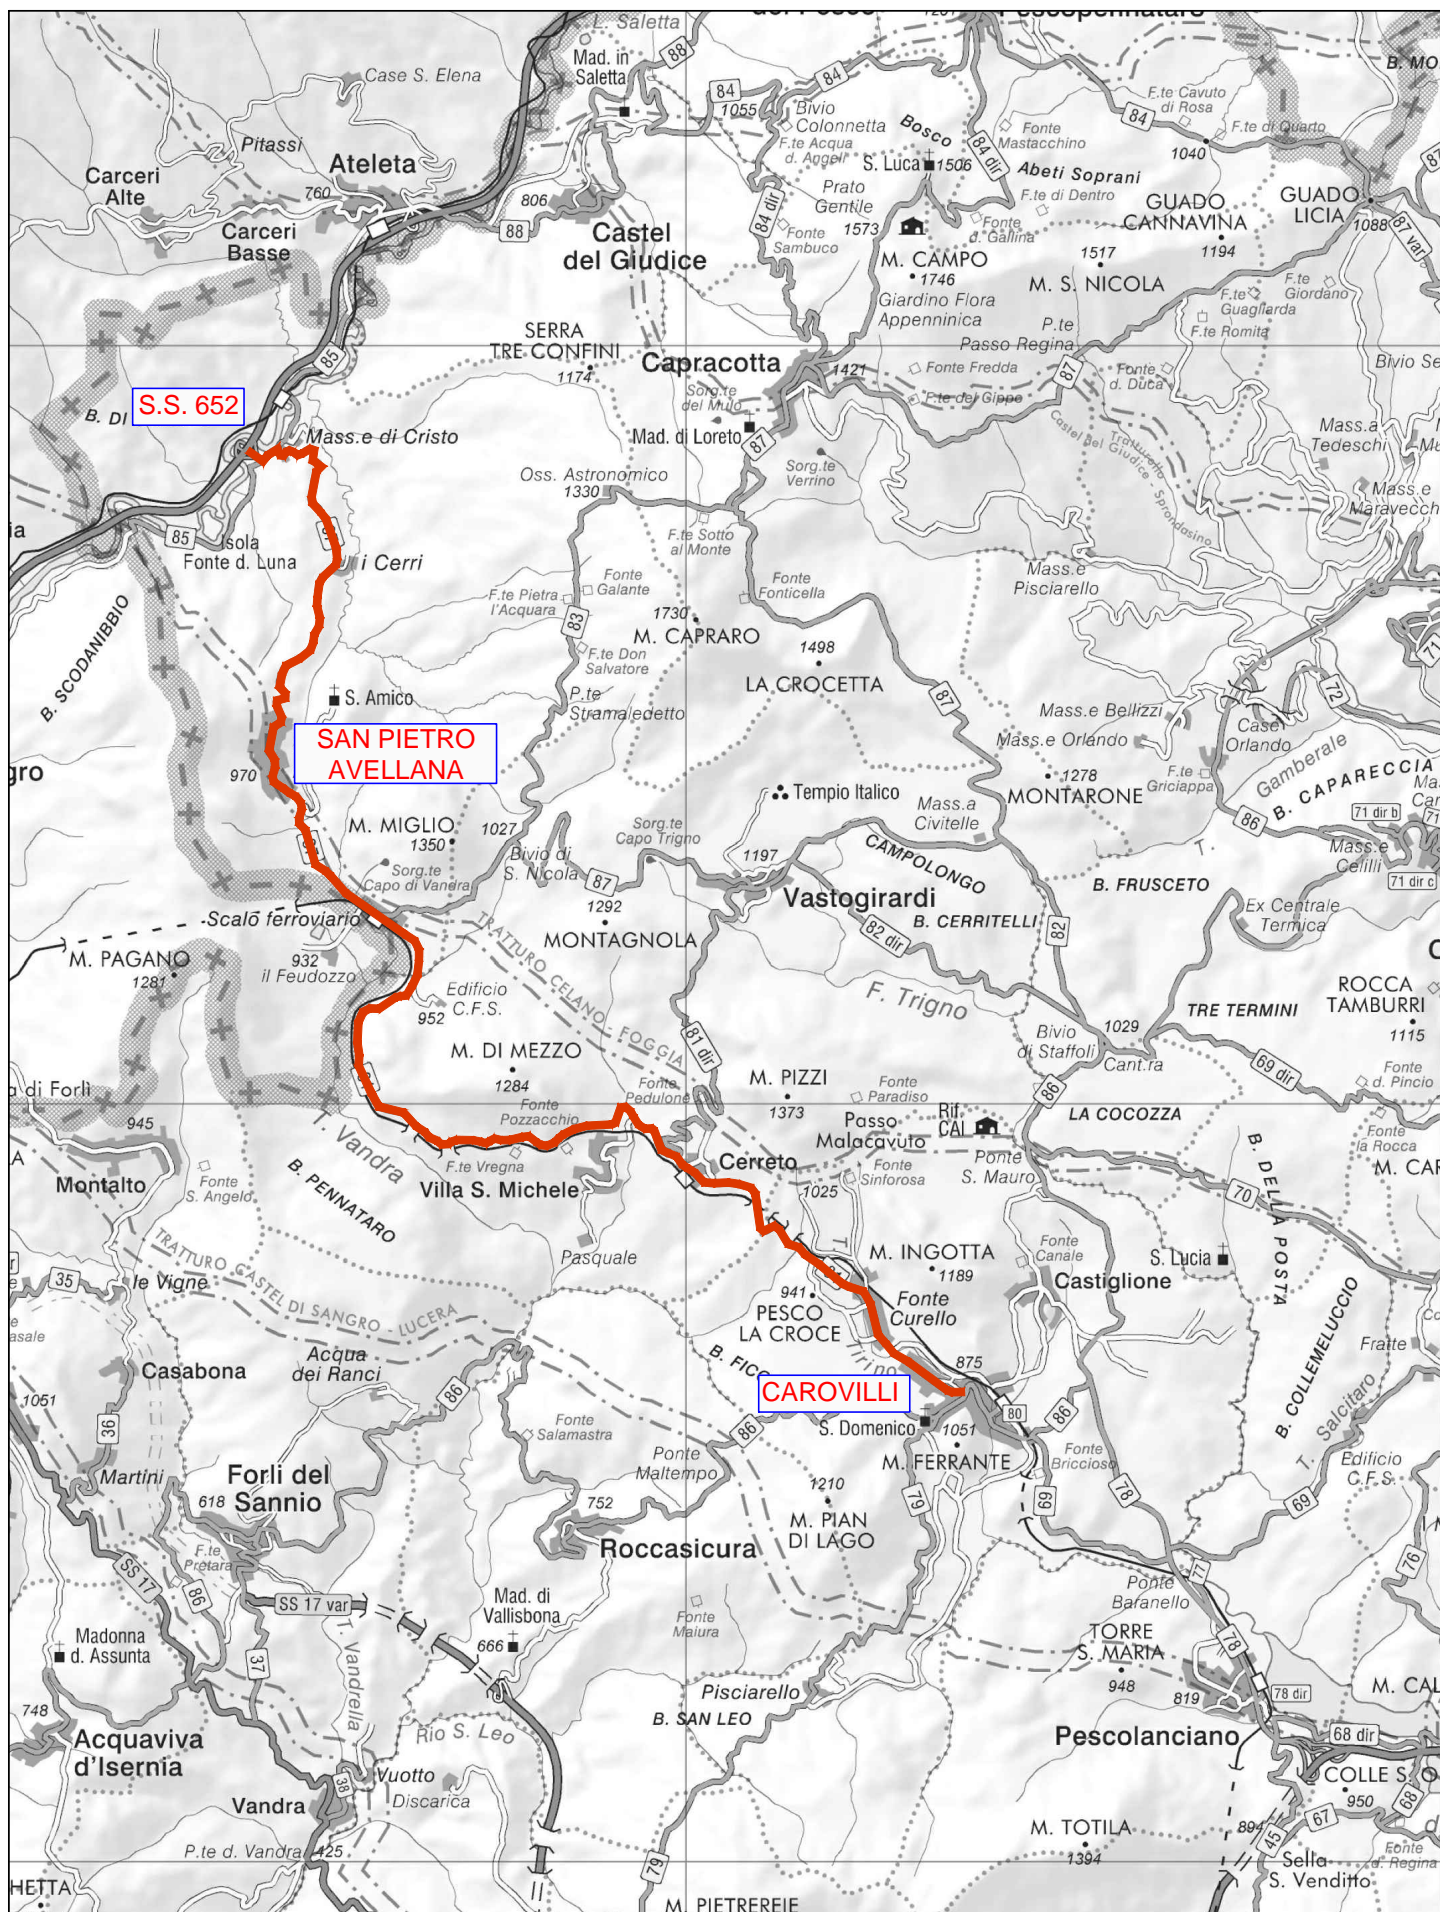 L. Saletta
88
Mad. in
Saletta
Case S. Elena
84
84
1055
Bivio
Colonnetta
F.te Acqua
d. Angeli
Bosco
84 dir
F.te Cavuto
di Rosa
84
Fonte
Mastacchino
F.te di Quarto
1040
Pitassi
Ateleta
Carceri
Alte
760
806
S. Luca
1506
Abeti Soprani
Prato
Gentile
F.te di Dentro
GUADO
CANNAVINA
1194
GUADO
LICIA
1088
87 var
Carceri
Basse
88
Castel
del Giudice
84 dir
Fonte
Sambuco
1573
Fonte
d. Gallina
M. CAMPO
1746
1517
M. S. NICOLA
Giardino Flora
Appenninica
F.te
Guagliarda
F.te
Giordano
F.te Romita
SERRA
TRE CONFINI
1174
P.te
Passo Regina
85
Capracotta
1421
Fonte Fredda
87
Fonte
d. Duca
S.S. 652
B. DI
Sorg.te
del Mulo
F.te del Gippe
Mass.e di Cristo
Mad. di Loreto
87
Castel del Giudice
Tratturello
Sprondasino
Mass.a
Tedeschi
Oss. Astronomico
1330
Sorg.te
Verrino
Mass.e
Maravecch
85
Isola
Fonte d. Luna
i Cerri
F.te Sotto
al Monte
Fonte
Galante
F.te Pietra
l'Acquara
Fonte
Fonticella
Mass.e
Pisciarello
B. SCODANIBBIO
83
1730
M. CAPRARO
F.te Don
Salvatore
1498
LA CROCETTA
71
72
S. Amico
P.te
Stramaledetto
87
Mass.e Bellizzi
Mass.e Orlando
Case
Orlando
SAN PIETRO
AVELLANA
970
1278
MONTARONE
F.te
Griciappa
Gamberale
B. CAPARECCIA
Tempio Italico
Mass.a
Civitelle
M. MIGLIO
1350
1027
Bivio di
S. Nicola
Sorg.te
Capo Trigno
86
71 dir b
Mass.e
Celilli
71 dir c
1197
CAMPOLONGO
T.
Sorg.te
Capo di Vandra
87
Vastogirardi
B. FRUSCETO
Scalo ferroviario
1292
MONTAGNOLA
B. CERRITELLI
82 dir
82
Ex Centrale
Termica
M. PAGANO
1281
932
il Feudozzo
TRATTURO CELANO - FOGGIA
Edificio
C.F.S.
952
F. Trigno
ROCCA
TAMBURRI
1115
TRE TERMINI
81 dir
M. DI MEZZO
1284
Bivio
di Staffoli
1029
Cant.ra
69 dir
a di Forlì
M. PIZZI
1373
Fonte
Paradiso
86
Fonte
d. Pincio
945
Fonte
Pedulone
Fonte
Pozzacchio
Passo
Malacavuto
Rif.
CAI
LA COCOZZA
Fonte
la Rocca
T. Vandra
Montalto
Fonte
S. Angelo
B. PENNATARO
F.te Vregna
Villa S. Michele
Cerreto
1025
Fonte
Sinforosa
Ponte
S. Mauro
B. DELLA POSTA
70
TRATTURO CASTEL DI SANGRO - LUCERA
Pasquale
T.
M. INGOTTA
1189
Fonte
Canale
Castiglione
S. Lucia
35
le Vigne
941
PESCO
LA CROCE
81
Fonte
Curello
Tirino
B. COLLEMELUCCIO
Fratte
Casabona
Acqua
dei Ranci
86
B. FICO
CAROVILLI
875
80
86
T. Salcitaro
1051
36
Fonte
Salamastra
86
S. Domenico
1051
M. FERRANTE
Fonte
Briccioso
Edificio
C.F.S.
Martini
Forlì del
Sannio
618
Ponte
Maltempo
752
1210
M. PIAN
DI LAGO
79
69
78
69
76
Roccasicura
F.te
Pretara
SS 17
86
SS 17 var
77
Ponte
Baranello
Mad. di
Vallisbona
666
Fonte
Maiura
TORRE
S. MARIA
948
78
Madonna
d. Assunta
37
T. Vandrella
819
78 dir
Pisciarello
748
B. SAN LEO
Rio S. Leo
Pescolanciano
68 dir
Acquaviva
d'Isernia
Vuotto
38
Discarica
Vandra
950
68
67
M. TOTILA
1394
894
45
P.te d. Vandra
425
79
Sella
S. Venditto
Fonte
d. Regina
M. PIETREREIE